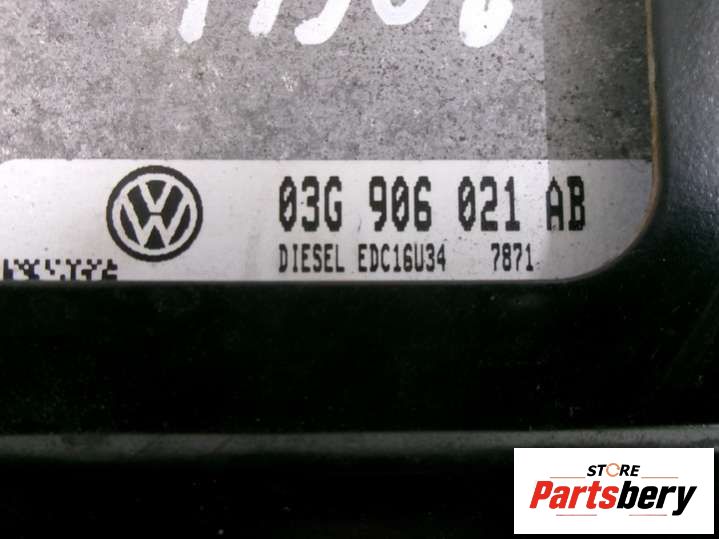 03G 906 021 AB
DIESEL EDC16U34 7871
STORE
Partsbery